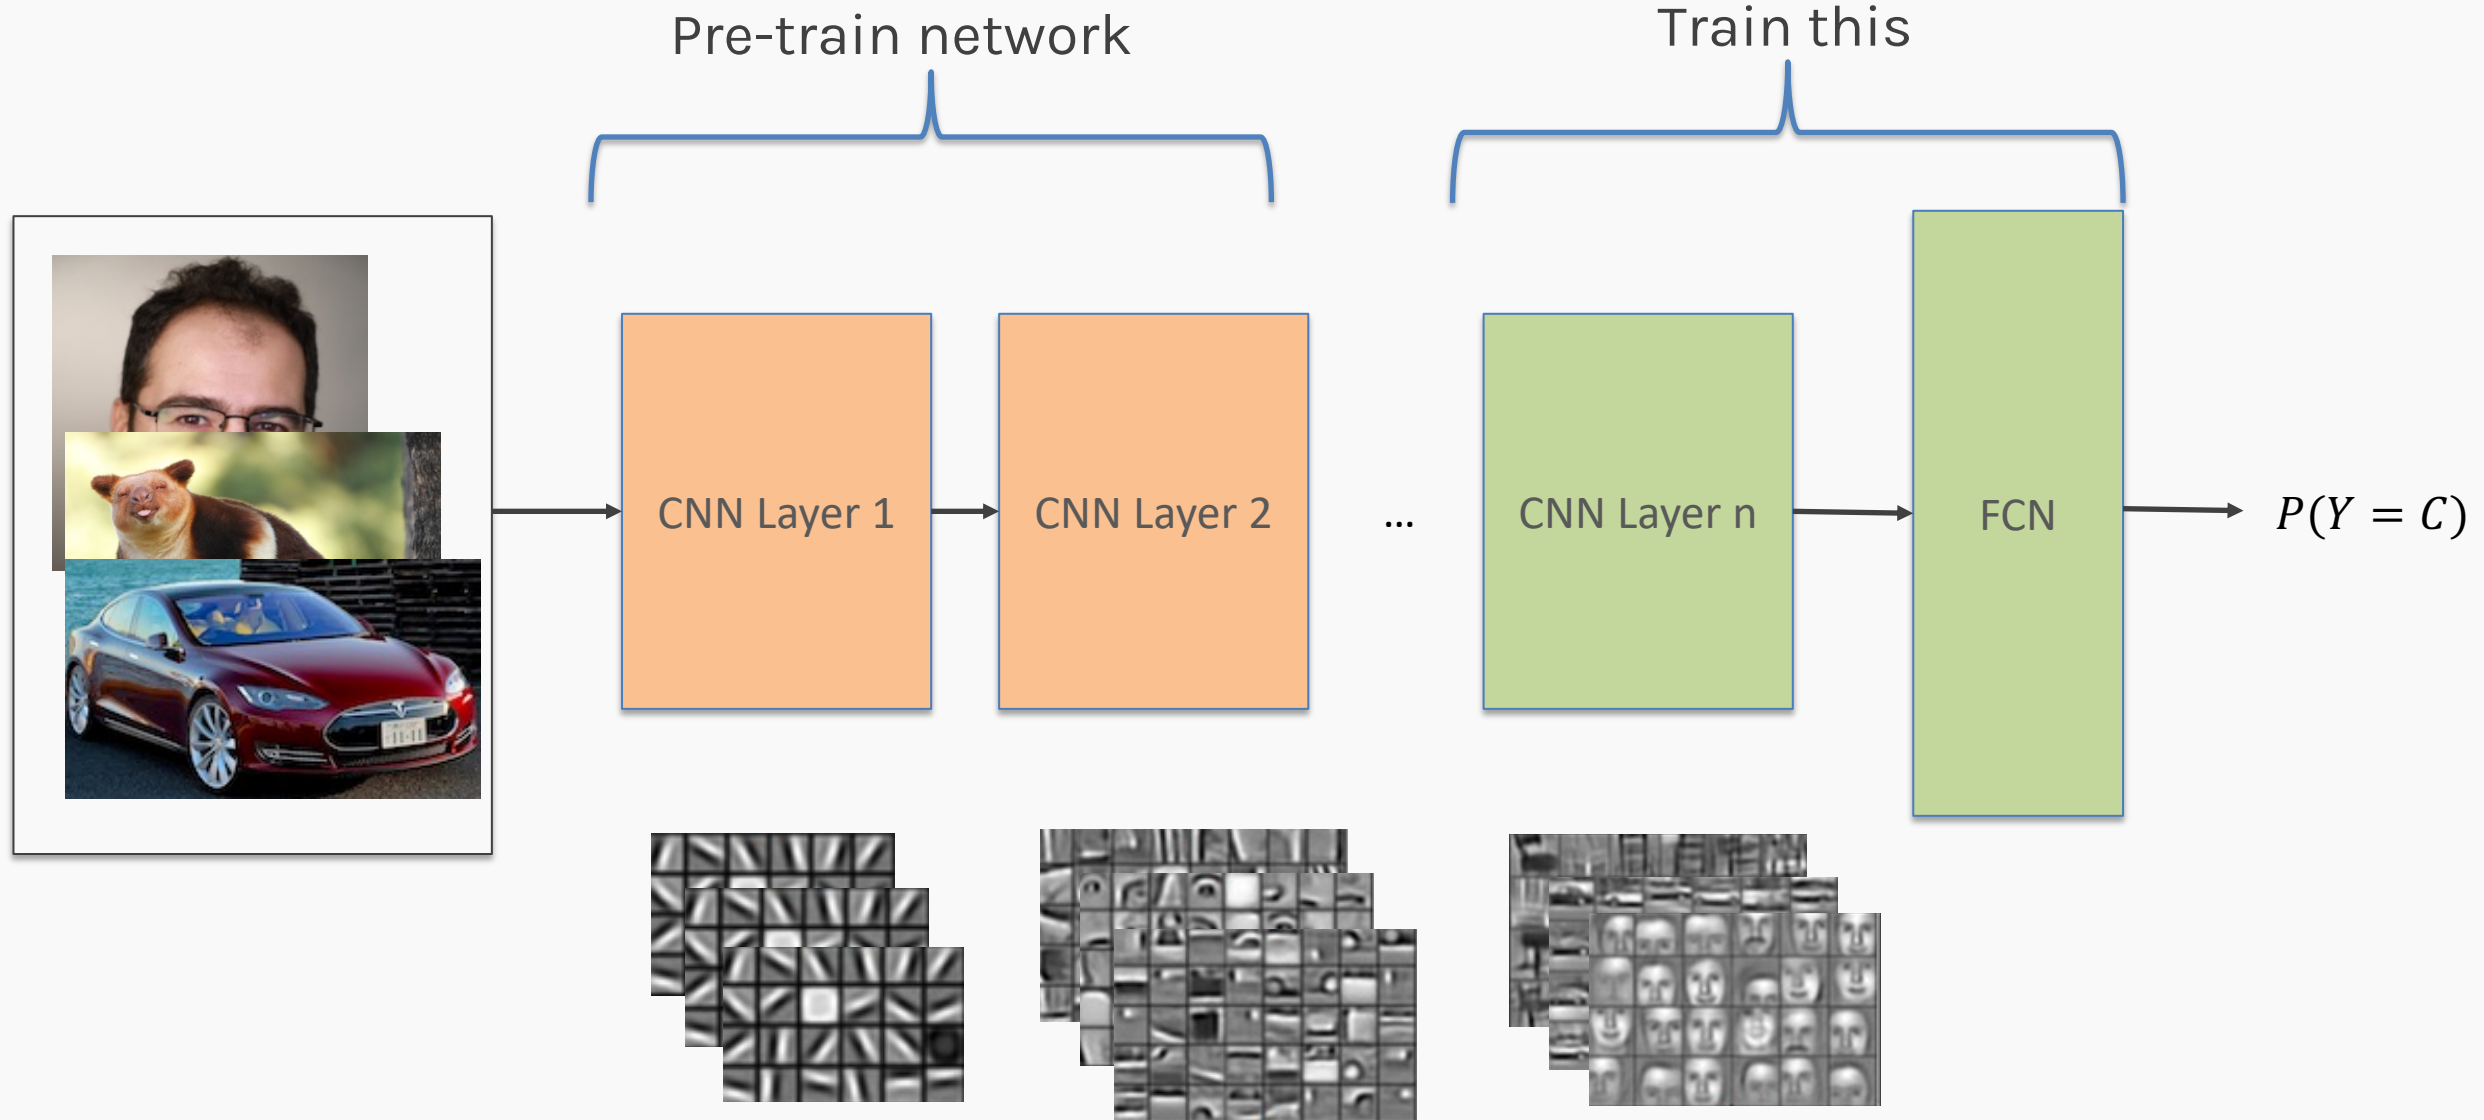 Pre-train network
Train this
CNN Layer 1
CNN Layer 2
...
CNN Layer n
FCN
P(Y = C)